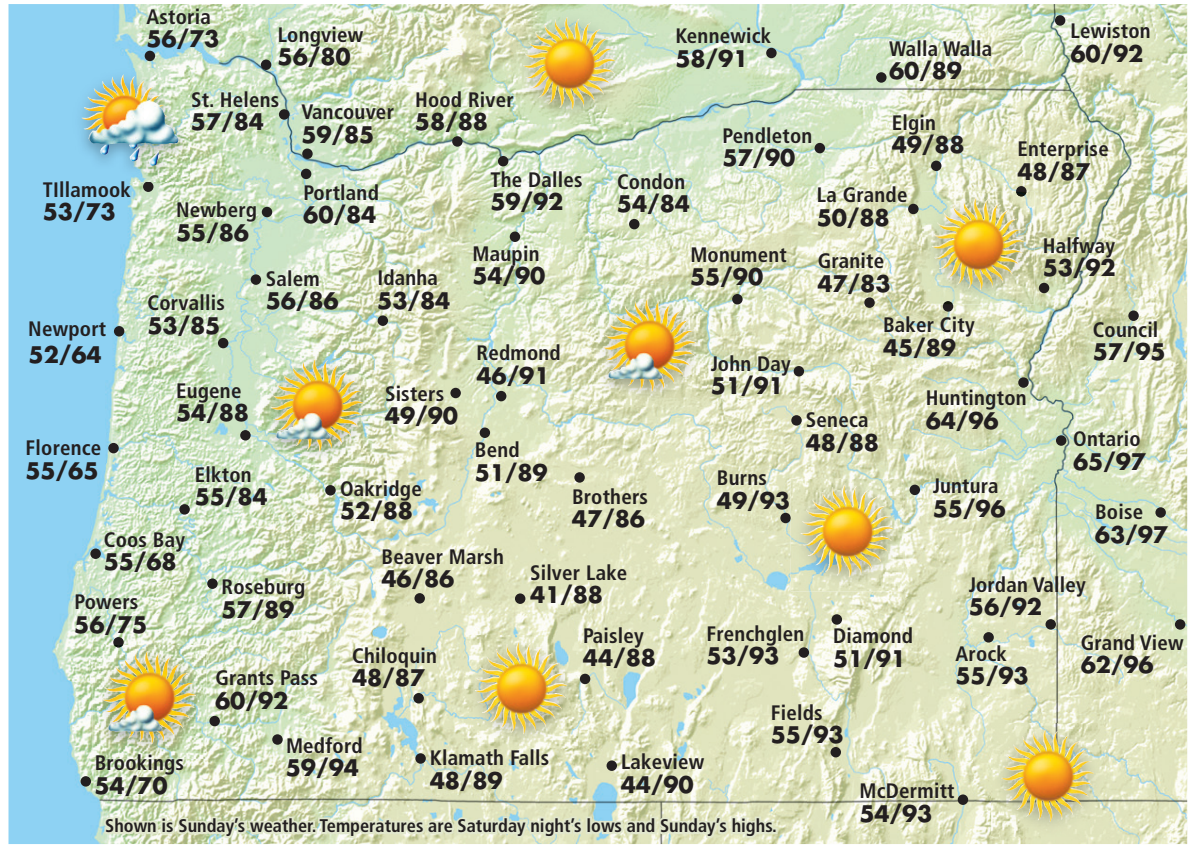 Astoria
56/73
Longview
56/80
Kennewick
58/91
Walla Walla
60/89
Lewiston
60/92
St. Helens
57/84
Vancouver
59/85
Hood River
58/88
Pendleton
57/90
Elgin
49/88
Enterprise
48/87
TIllamook
53/73
Newberg
55/86
Portland
60/84
The Dalles
59/92
Condon
54/84
La Grande
50/88
Maupin
54/90
Monument
55/90
Granite
47/83
Halfway
53/92
Salem
56/86
Idanha
53/84
Corvallis
53/85
Newport
52/64
Baker City
45/89
Council
57/95
Redmond
46/91
John Day
51/91
Eugene
54/88
Sisters
49/90
Huntington
64/96
Seneca
48/88
Florence
55/65
Bend
51/89
Ontario
65/97
Elkton
55/84
Oakridge
52/88
Brothers
47/86
Burns
49/93
Juntura
55/96
Boise
63/97
Coos Bay
55/68
Beaver Marsh
46/86
Silver Lake
41/88
Roseburg
57/89
Jordan Valley
56/92
Powers
56/75
Paisley
44/88
Frenchglen
53/93
Diamond
51/91
Arock
55/93
Grand View
62/96
Chiloquin
48/87
Grants Pass
60/92
Fields
55/93
Medford
59/94
Klamath Falls
48/89
Lakeview
44/90
Brookings
54/70
McDermitt
54/93
Shown is Sunday's weather. Temperatures are Saturday night's lows and Sunday's highs.